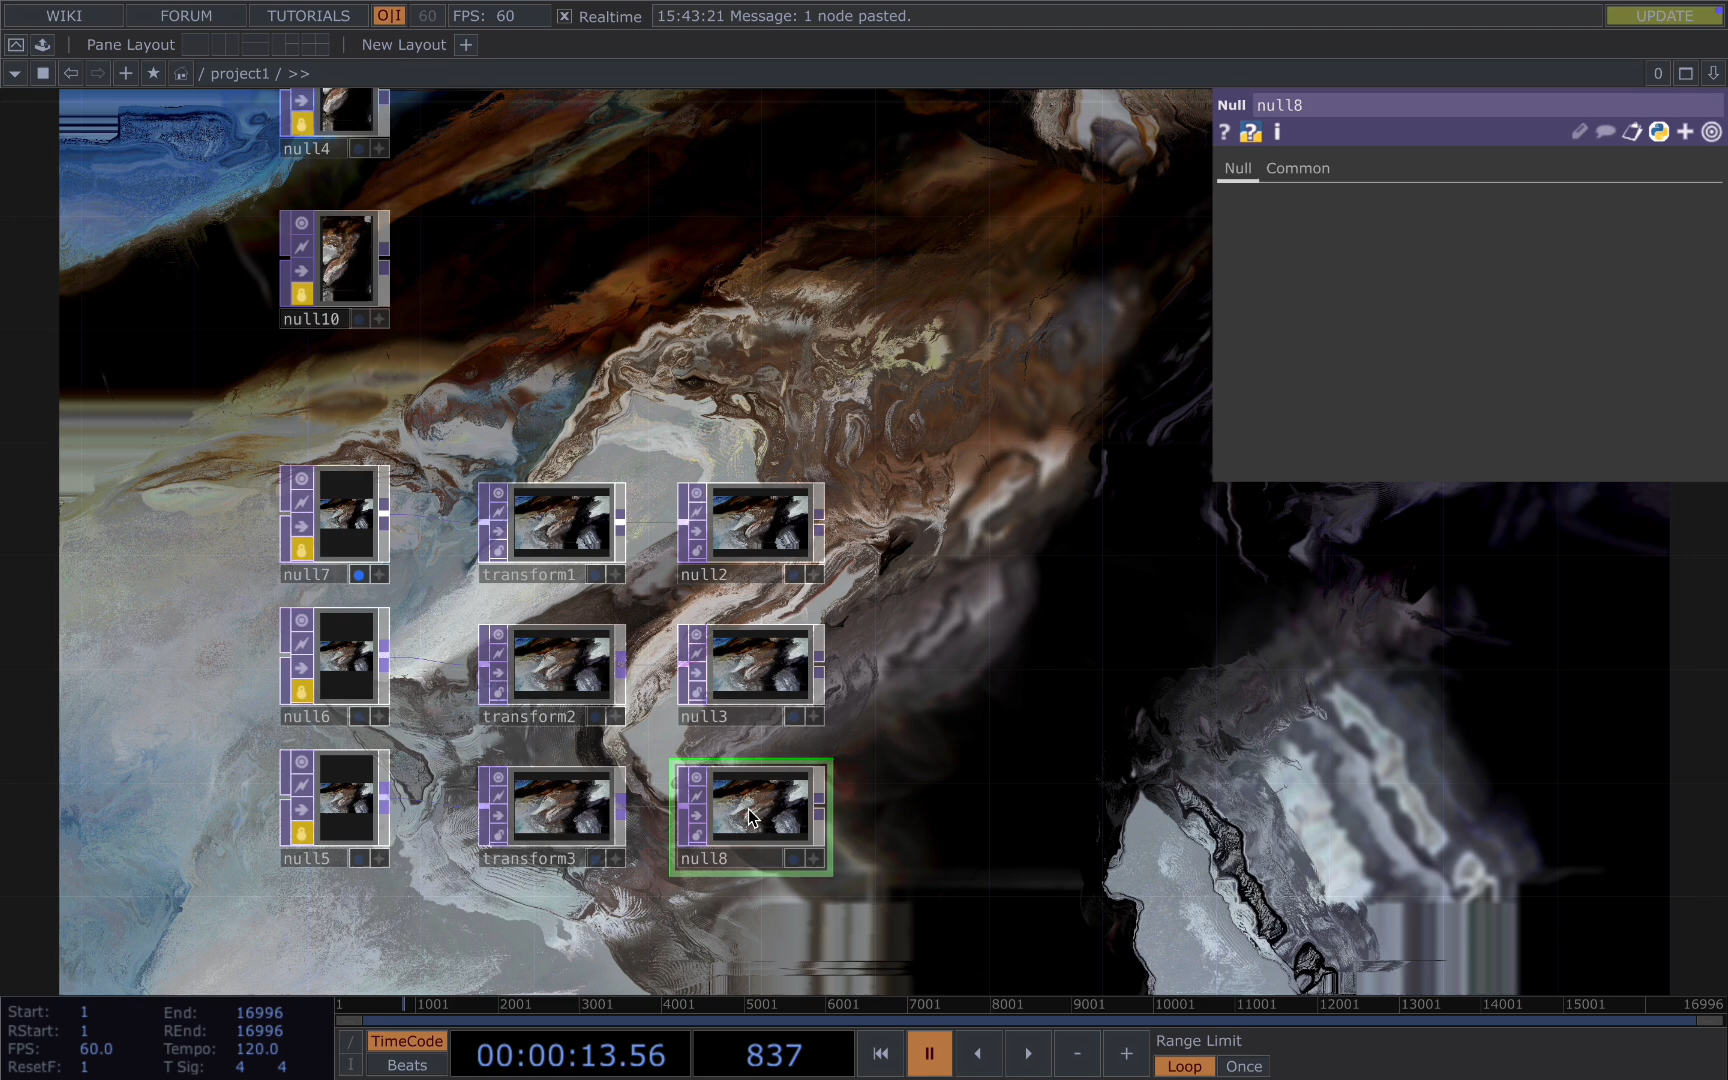 WIKI FORUM TUTORIALS O|I 60 FPS: 60 Realtime 15:43:21 Message: 1 node pasted. UPDATE
Pane Layout New Layout +
/ project1 / >> 0
Null null8
? ? i
Null Common
null4
null10
null7 transform1 null2
null6 transform2 null3
null5 transform3 null8
1 1001 2001 3001 4001 5001 6001 7001 8001 9001 10001 11001 12001 13001 14001 15001 16996
Start: 1 End: 16996
RStart: 1 REnd: 16996
FPS: 60.0 Tempo: 120.0
ResetF: 1 T Sig: 4 4
/ TimeCode
I Beats
00:00:13.56 837
- +
Range Limit
Loop Once